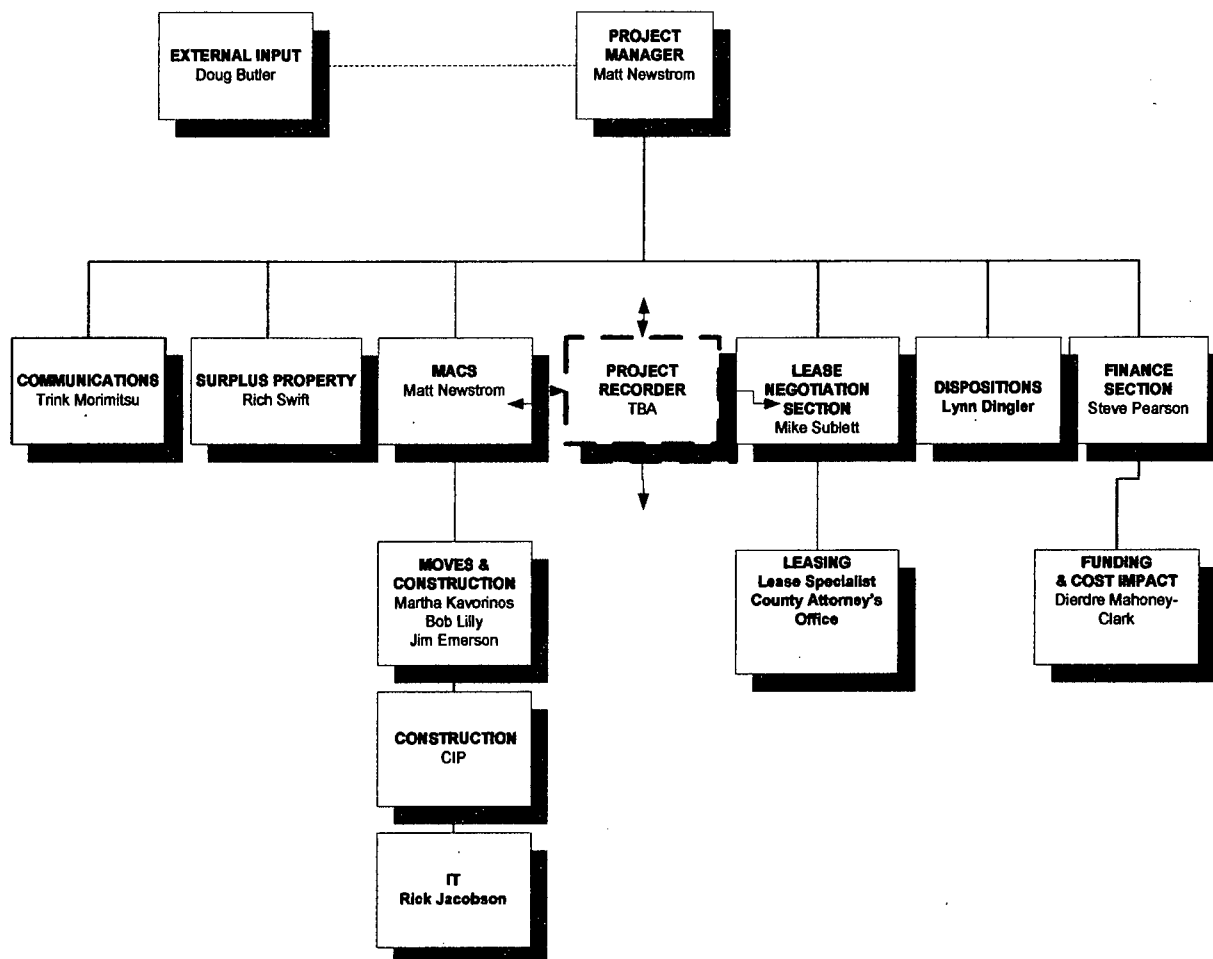 EXTERNAL INPUT
Doug Butler
PROJECT
MANAGER
Matt Newstrom
COMMUNICATIONS
Trink Morimitsu
SURPLUS PROPERTY
Rich Swift
MACS
Matt Newstrom
PROJECT
RECORDER
TBA
LEASE
NEGOTIATION
SECTION
Mike Sublett
DISPOSITIONS
Lynn Dingler
FINANCE
SECTION
Steve Pearson
MOVES &
CONSTRUCTION
Martha Kavorinos
Bob Lilly
Jim Emerson
LEASING
Lease Specialist
County Attorney's
Office
FUNDING
& COST IMPACT
Dierdre Mahoney-
Clark
CONSTRUCTION
CIP
IT
Rick Jacobson